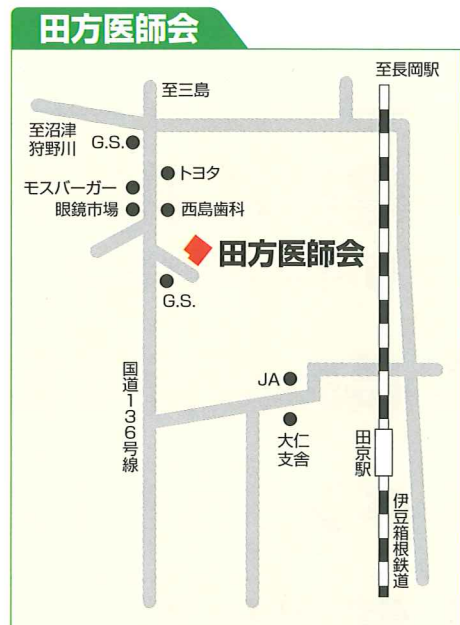 田方医師会
至長岡駅
至三島
至沼津
狩野川
G.S.
トヨタ
モスバーガー
眼鏡市場
西島歯科
田方医師会
G.S.
国道136号線
JA
大仁
支舎
田京駅
伊豆箱根鉄道